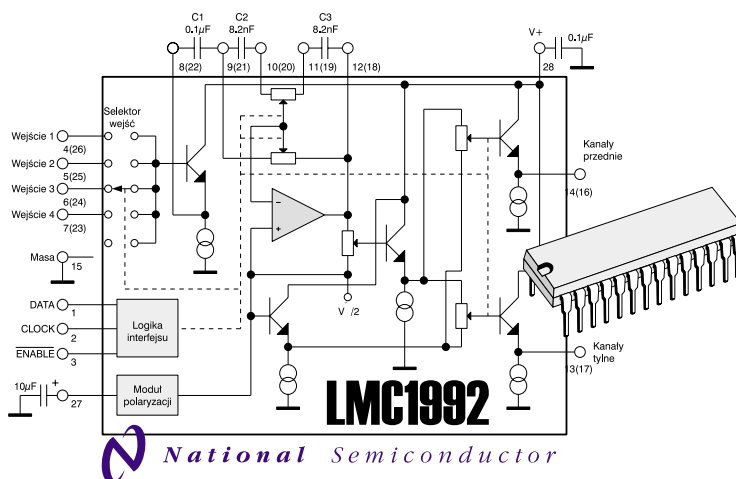 C1
0.1µF
C2
8.2nF
C3
8.2nF
V+
0.1µF
8(22)
9(21)
10(20)
11(19)
12(18)
28
Selektor
wejść
Wejście 1
4(26)
Wejście 2
5(25)
Wejście 3
6(24)
Wejście 4
7(23)
Masa
15
Kanały
przednie
14(16)
DATA
1
CLOCK
2
ENABLE
3
Logika
interfejsu
V /2
Kanały
tylne
13(17)
10µF
+
27
Moduł
polaryzacji
−
+
LMC1992
National Semiconductor